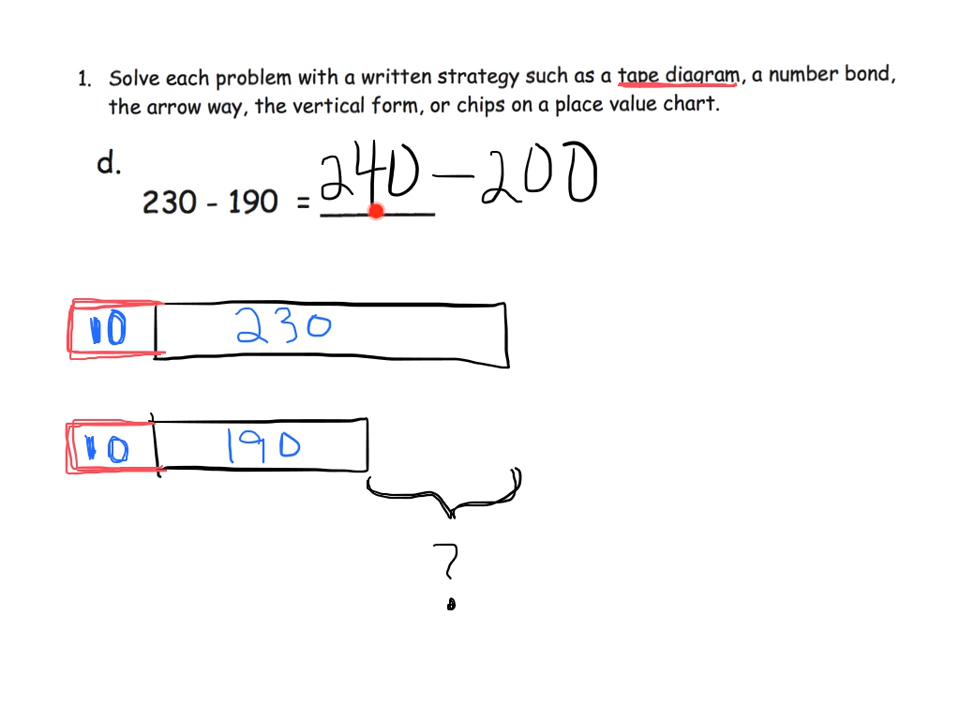 1. Solve each problem with a written strategy such as a tape diagram, a number bond,
the arrow way, the vertical form, or chips on a place value chart.
d.
230 - 190 = 240 - 200
10 230
10 190
?